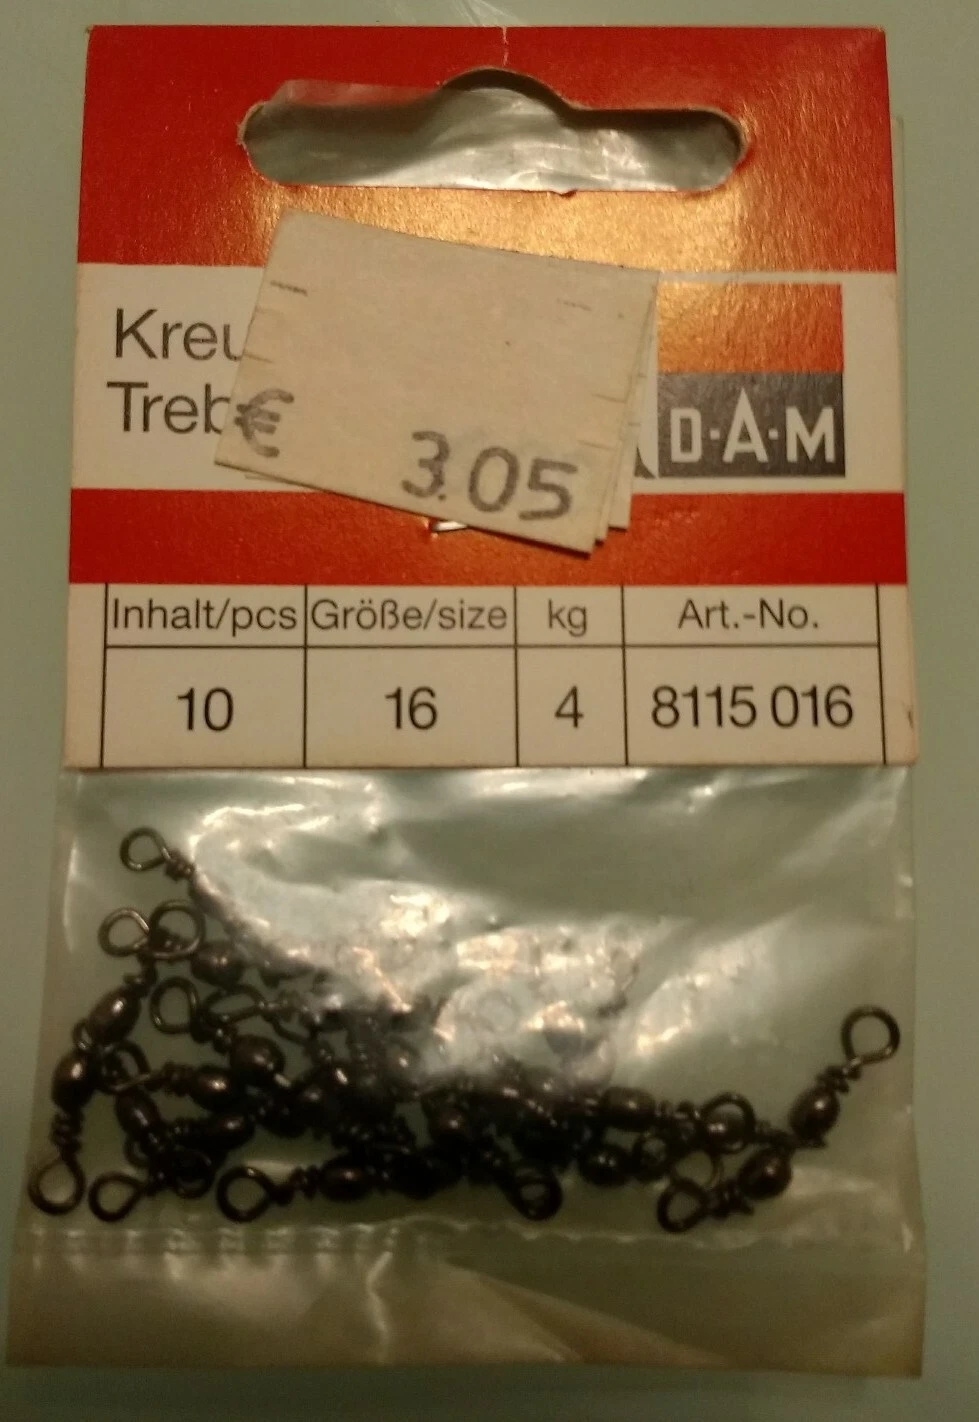 Kreu
Treb
€ 3.05
D·A·M
Inhalt/pcs Größe/size kg Art.-No.
10 16 4 8115 016